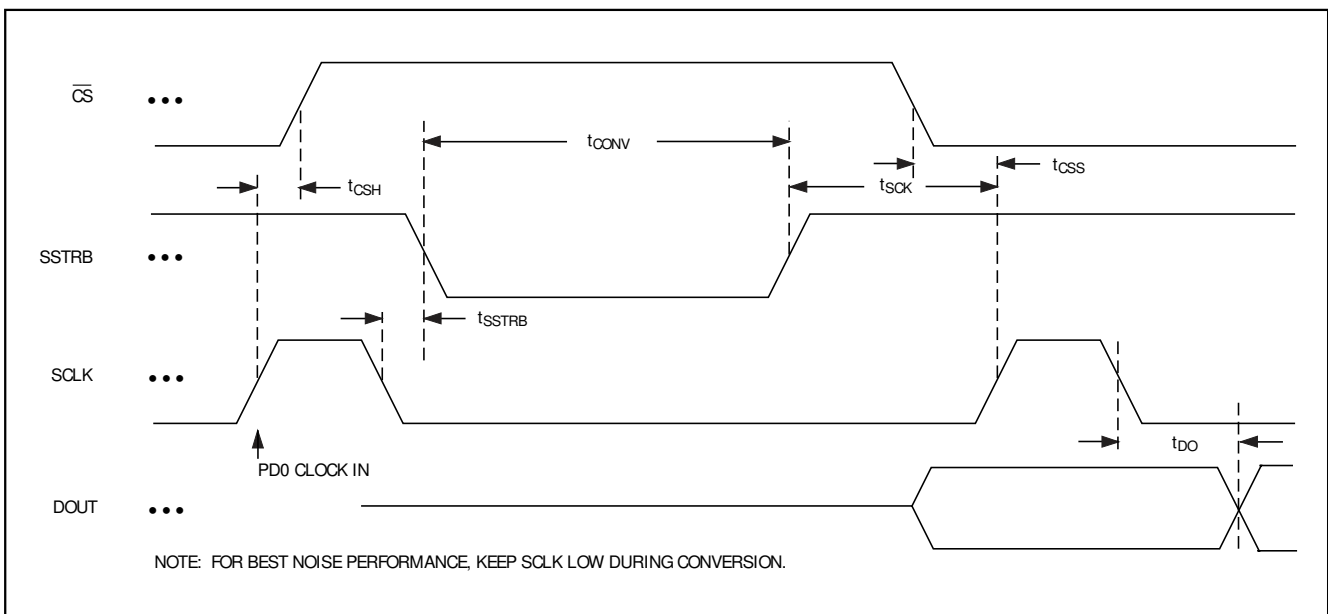 CS
tCONV
tCSS
tSCK
tCSH
SSTRB
tSSTRB
SCLK
PD0 CLOCK IN
tDO
DOUT
NOTE: FOR BEST NOISE PERFORMANCE, KEEP SCLK LOW DURING CONVERSION.